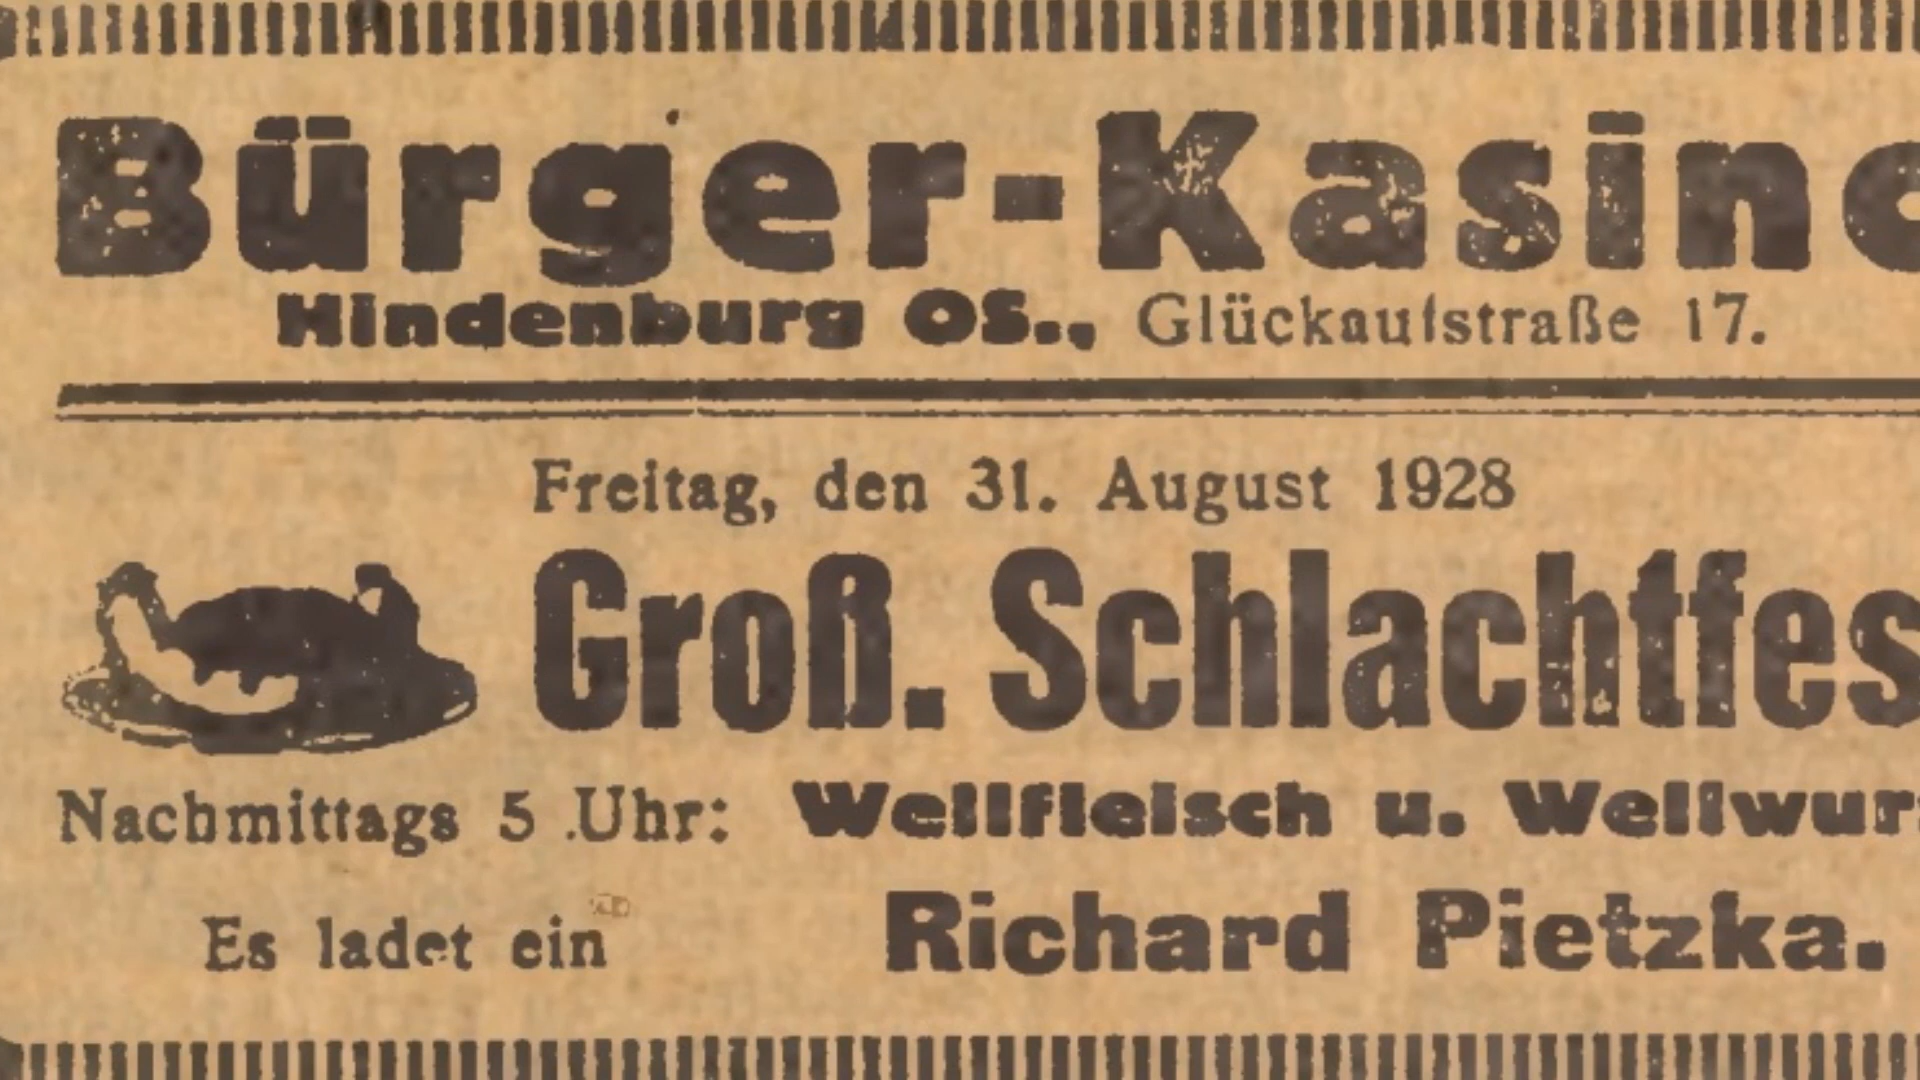 Bürger-Kasino
Hindenburg OS., Glückaufstraße 17.
Freitag, den 31. August 1928
Groß. Schlachtfes
Nachmittags 5 Uhr: Wellfleisch u. Wellwur
Es ladet ein Richard Pietzka.